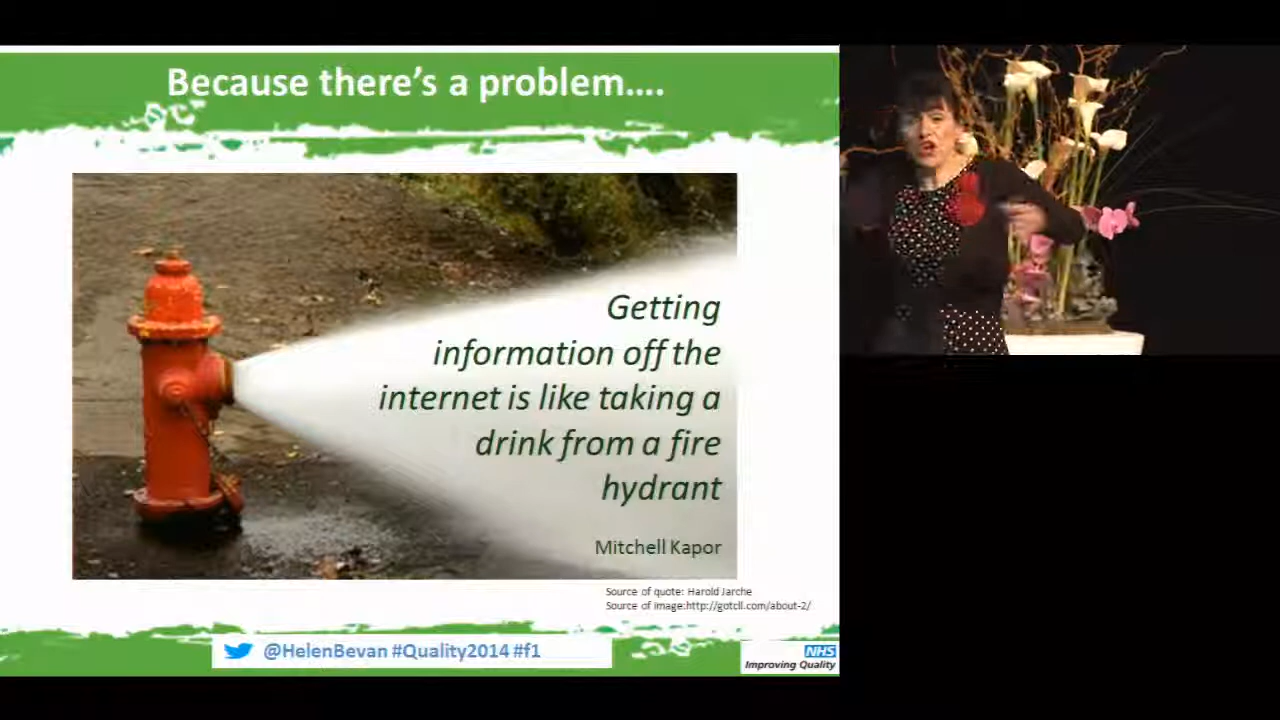 Because there's a problem....
Getting
information off the
internet is like taking a
drink from a fire
hydrant
Mitchell Kapor
Source of quote: Harold Jarche
Source of image:http://gotcll.com/about-2/
@HelenBevan #Quality2014 #f1
NHS
Improving Quality